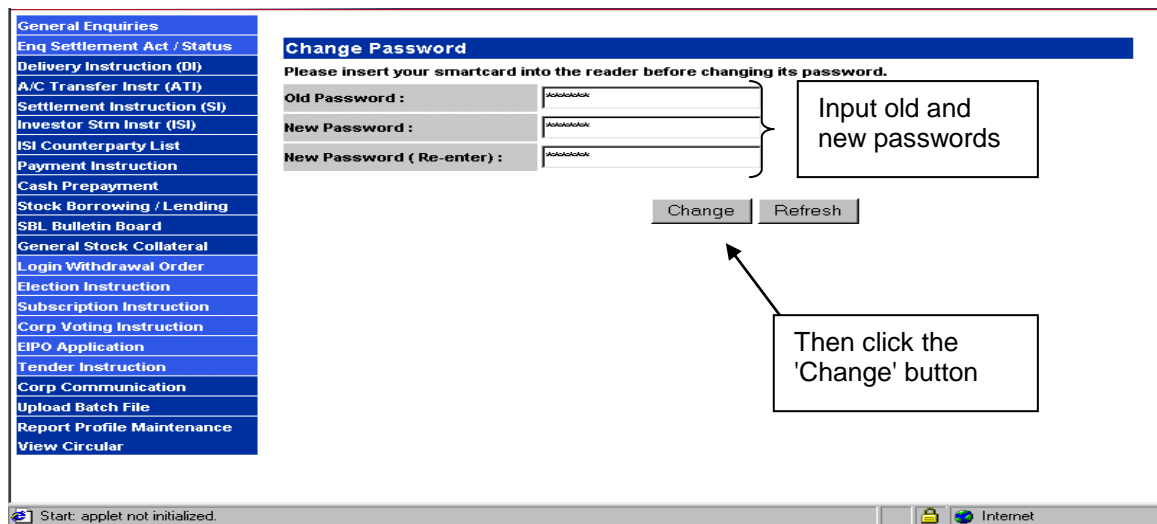 General Enquiries
Enq Settlement Act / Status
Delivery Instruction (DI)
A/C Transfer Instr (ATI)
Settlement Instruction (SI)
Investor Stm Instr (ISI)
ISI Counterparty List
Payment Instruction
Cash Prepayment
Stock Borrowing / Lending
SBL Bulletin Board
General Stock Collateral
Login Withdrawal Order
Election Instruction
Subscription Instruction
Corp Voting Instruction
EIPO Application
Tender Instruction
Corp Communication
Upload Batch File
Report Profile Maintenance
View Circular
Change Password
Please insert your smartcard into the reader before changing its password.
Old Password : *******
New Password : ********
New Password ( Re-enter) : ********
Input old and
new passwords
Change Refresh
Then click the
'Change' button
Start: applet not initialized.
Internet